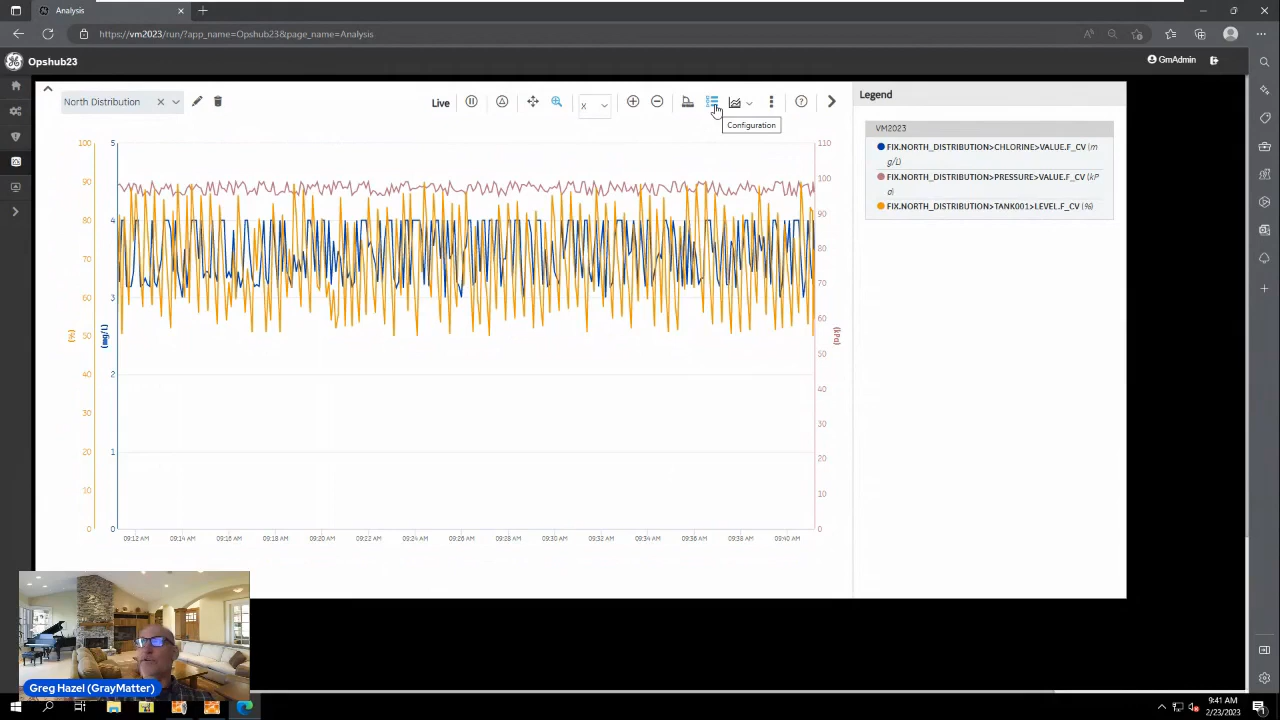 Analysis
https://vm2023/run/?app_name=Opshub23&page_name=Analysis
Opshub23
GmAdmin
North Distribution
Live
x
Configuration
Legend
VM2023
FIX.NORTH_DISTRIBUTION>CHLORINE>VALUE.F_CV (m
g/L)
FIX.NORTH_DISTRIBUTION>PRESSURE>VALUE.F_CV (kP
a)
FIX.NORTH_DISTRIBUTION>TANK001>LEVEL.F_CV (%)
100
90
80
70
60
50
40
30
20
10
0
(%)
5
4
3
2
1
0
(mg/L)
110
100
90
80
70
60
50
40
30
20
10
0
(kPa)
09:12 AM 09:14 AM 09:16 AM 09:18 AM 09:20 AM 09:22 AM 09:24 AM 09:26 AM 09:28 AM 09:30 AM 09:32 AM 09:34 AM 09:36 AM 09:38 AM 09:40 AM
Greg Hazel (GrayMatter)
9:41 AM
2/23/2023